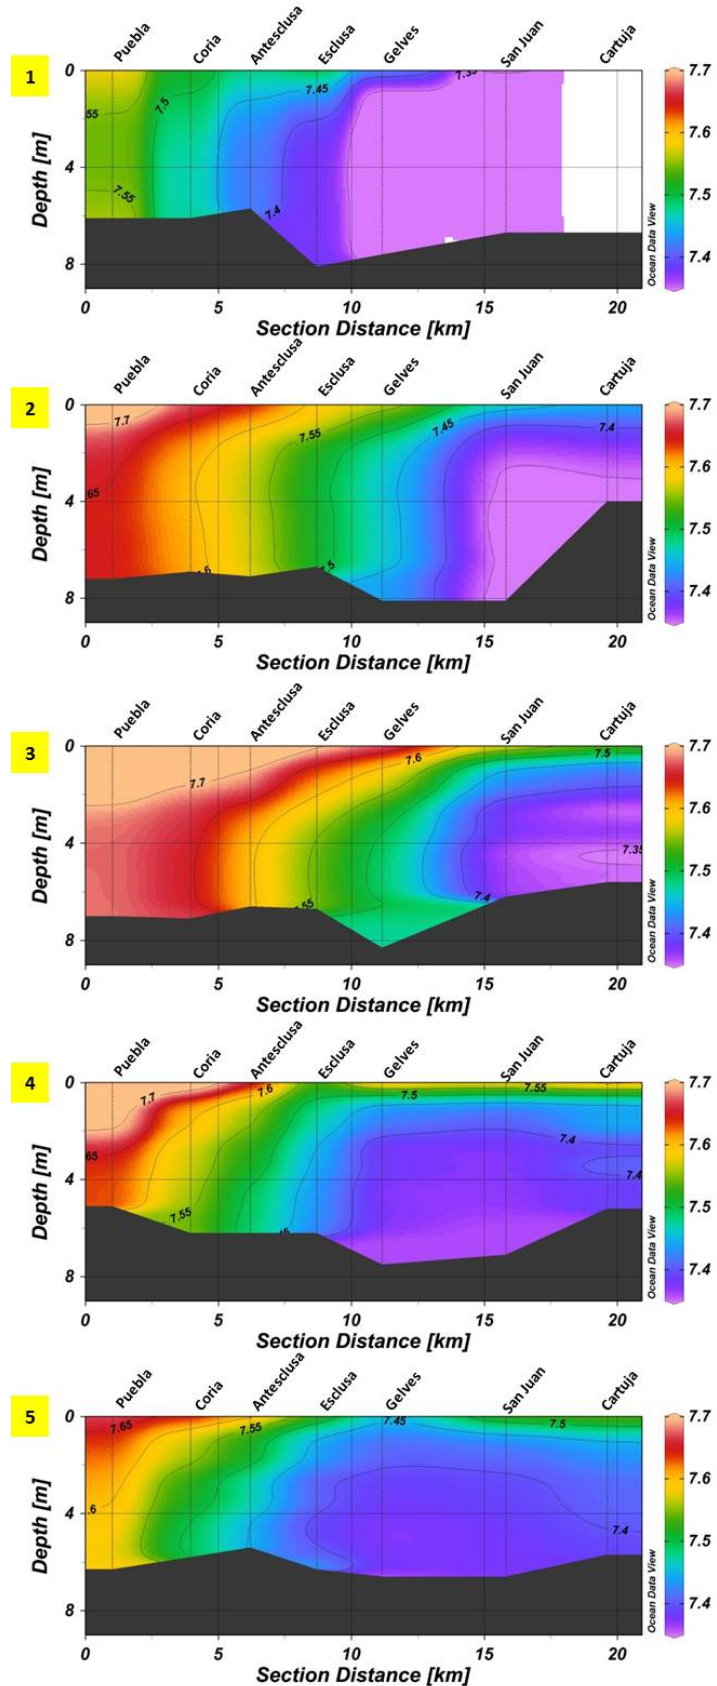 Puebla Coria Antesclusa Esclusa Gelves San Juan Cartuja
1
0 7.7
55 7.5 7.45 7.35
7.6
Depth [m] 4 7.5
7.55 7.4
8 7.4
Ocean Data View
0 5 10 15 20
Section Distance [km]
Puebla Coria Antesclusa Esclusa Gelves San Juan Cartuja
2
0 7.7
7.7 7.55 7.45 7.4
7.6
65
Depth [m] 4 7.5
.6 .5
8 7.4
Ocean Data View
0 5 10 15 20
Section Distance [km]
Puebla Coria Antesclusa Esclusa Gelves San Juan Cartuja
3
0 7.7
7.7 7.6 7.5
7.6
Depth [m] 4 7.5
7.35
.55 7.4
8 7.4
Ocean Data View
0 5 10 15 20
Section Distance [km]
Puebla Coria Antesclusa Esclusa Gelves San Juan Cartuja
4
0 7.7
7.7 7.6 7.5 7.55
7.4
65 7.6
Depth [m] 4 7.4 7.5
7.55 .45
8 7.4
Ocean Data View
0 5 10 15 20
Section Distance [km]
Puebla Coria Antesclusa Esclusa Gelves San Juan Cartuja
5
0 7.7
7.65 7.55 7.45 7.5
7.6
.6
Depth [m] 4 7.5
7.4
8 7.4
Ocean Data View
0 5 10 15 20
Section Distance [km]